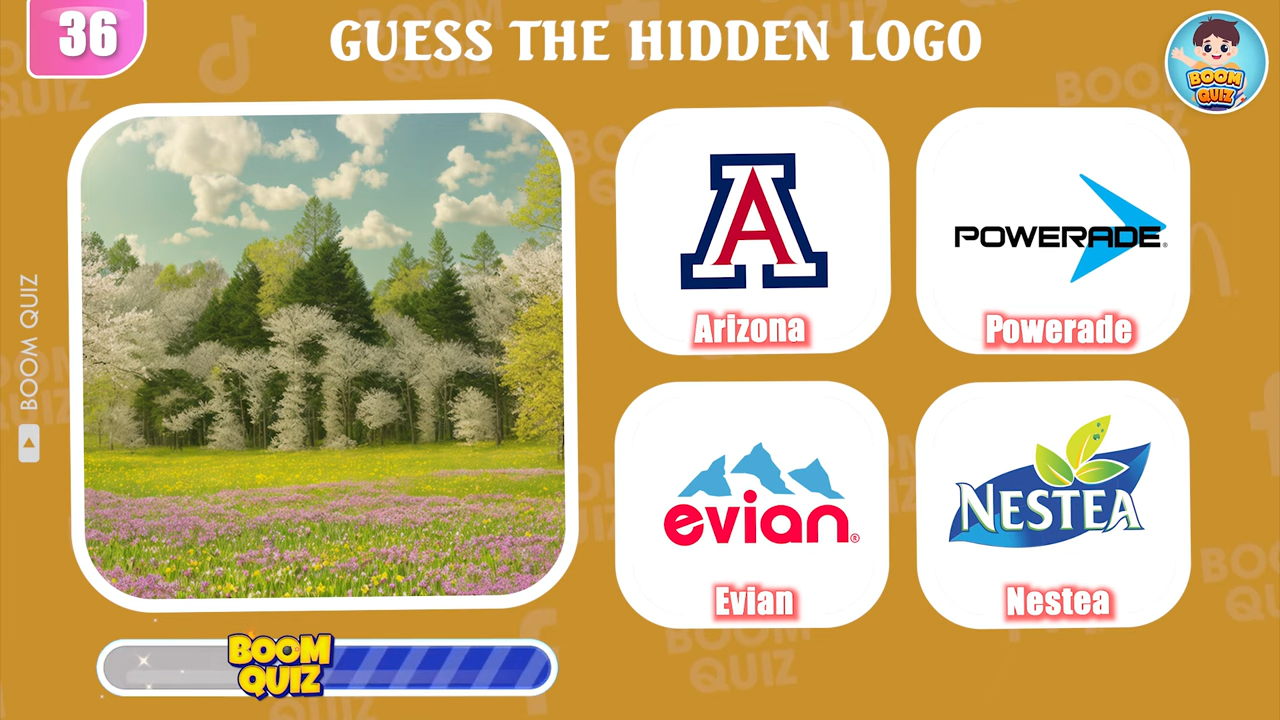 36
GUESS THE HIDDEN LOGO
BOOM
QUIZ
BOOM QUIZ
A
Arizona
POWERADE
Powerade
evian®
Evian
NESTEA
Nestea
BOOM
QUIZ